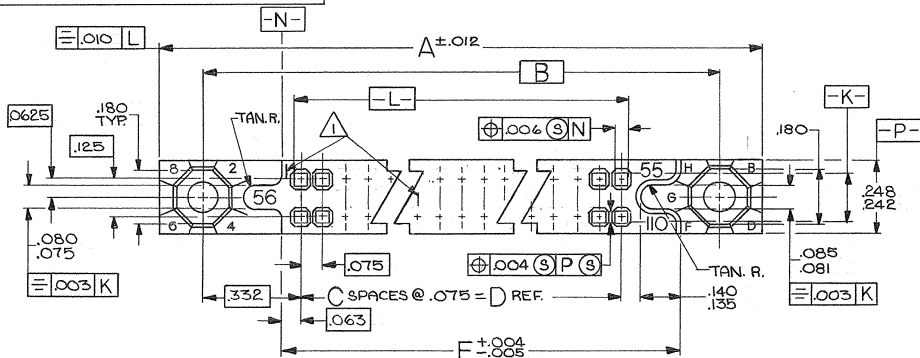 -N-
⌯ .010 L
A ±.012
B
-L-
-K-
-P-
.0625
.180
TYP.
TAN.R.
1
⌖ .006 Ⓢ N
.180
.125
8 2 1 55 H B
56 G
6 4 110 F D
.248
.242
.080
.075
.075
⌖ .004 Ⓢ P Ⓢ
TAN. R.
.085
.081
⌯ .003 K
.332
C SPACES @ .075 = D REF.
.140
.135
⌯ .003 K
.063
E +.004
-.005